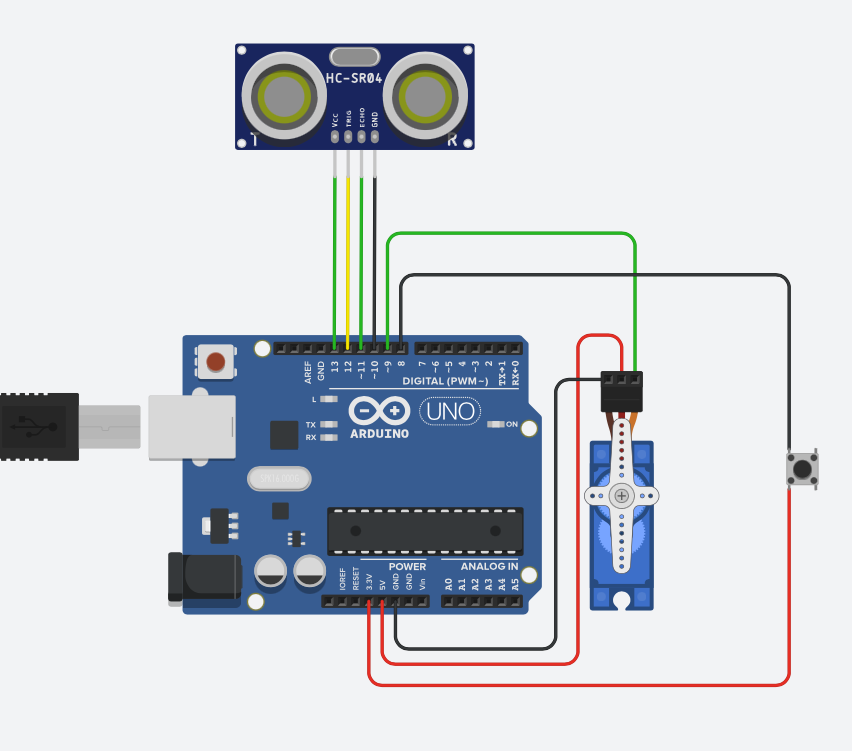 HC-SR04
VCC
TRIG
ECHO
GND
T
R
AREF
GND
13
12
~11
~10
~9
8
7
~6
~5
4
~3
2
TX→1
RX←0
DIGITAL (PWM~)
L
TX
RX
ON
UNO
ARDUINO
POWER
ANALOG IN
IOREF
RESET
3.3V
5V
GND
GND
Vin
A0
A1
A2
A3
A4
A5